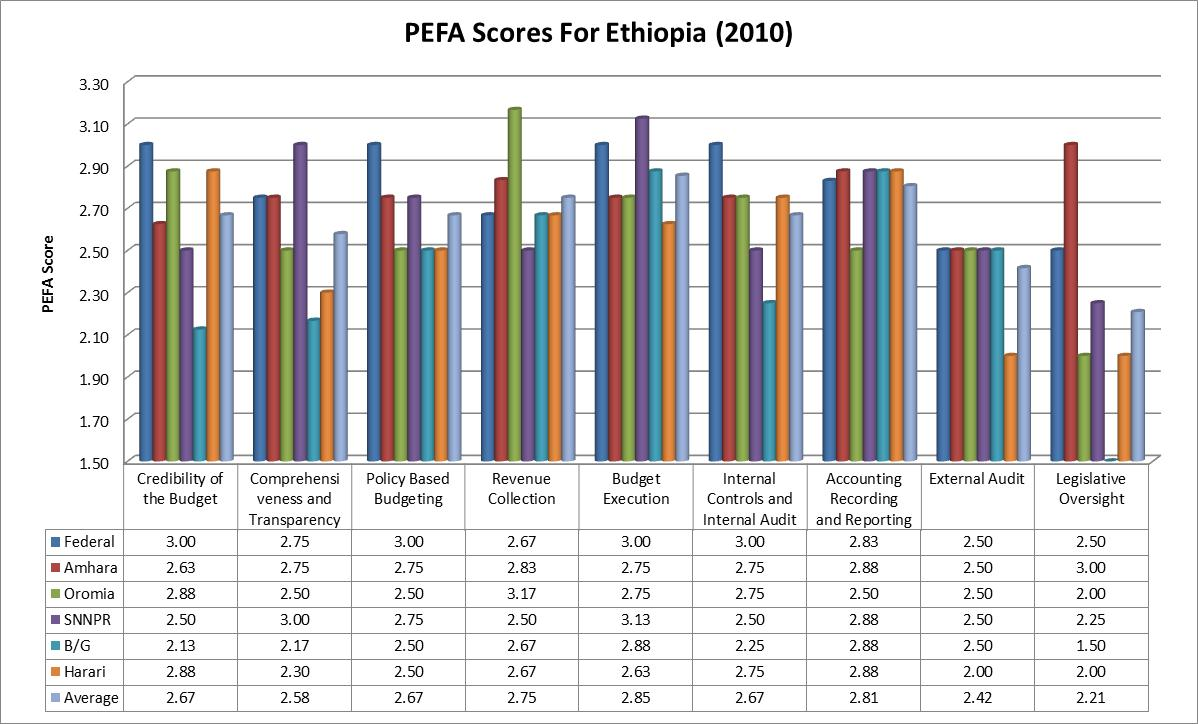 PEFA Scores For Ethiopia (2010)
PEFA Score
3.30
3.10
2.90
2.70
2.50
2.30
2.10
1.90
1.70
1.50
Credibility of the Budget
Comprehensi veness and Transparency
Policy Based Budgeting
Revenue Collection
Budget Execution
Internal Controls and Internal Audit
Accounting Recording and Reporting
External Audit
Legislative Oversight
Federal 3.00 2.75 3.00 2.67 3.00 3.00 2.83 2.50 2.50
Amhara 2.63 2.75 2.75 2.83 2.75 2.75 2.88 2.50 3.00
Oromia 2.88 2.50 2.50 3.17 2.75 2.75 2.50 2.50 2.00
SNNPR 2.50 3.00 2.75 2.50 3.13 2.50 2.88 2.50 2.25
B/G 2.13 2.17 2.50 2.67 2.88 2.25 2.88 2.50 1.50
Harari 2.88 2.30 2.50 2.67 2.63 2.75 2.88 2.00 2.00
Average 2.67 2.58 2.67 2.75 2.85 2.67 2.81 2.42 2.21